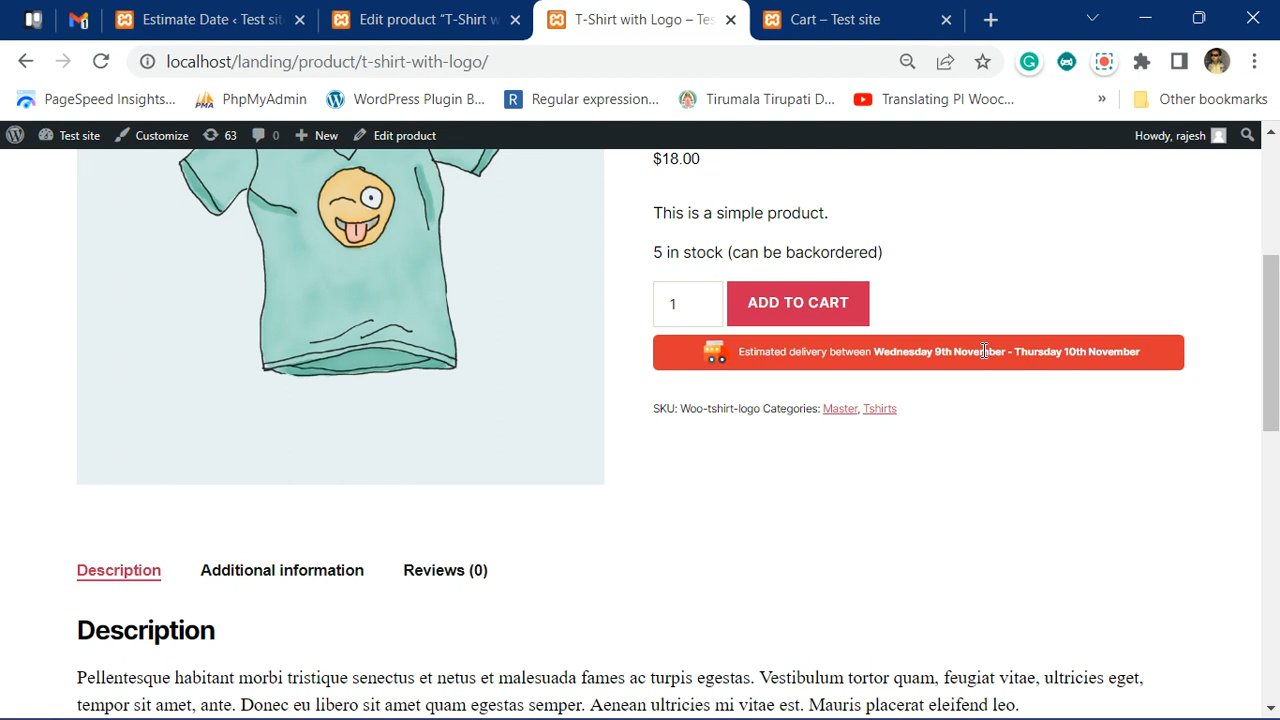 Estimate Date ‹ Test sit
Edit product "T-Shirt w
T-Shirt with Logo – Tes
Cart – Test site
localhost/landing/product/t-shirt-with-logo/
PageSpeed Insights...
PhpMyAdmin
WordPress Plugin B...
R
Regular expression...
Tirumala Tirupati D...
Translating PI Wooc...
»
Other bookmarks
Test site
Customize
63
0
New
Edit product
Howdy, rajesh
$18.00
This is a simple product.
5 in stock (can be backordered)
1
ADD TO CART
Estimated delivery between Wednesday 9th November - Thursday 10th November
SKU: Woo-tshirt-logo Categories: Master, Tshirts
Description
Additional information
Reviews (0)
Description
Pellentesque habitant morbi tristique senectus et netus et malesuada fames ac turpis egestas. Vestibulum tortor quam, feugiat vitae, ultricies eget,
tempor sit amet, ante. Donec eu libero sit amet quam egestas semper. Aenean ultricies mi vitae est. Mauris placerat eleifend leo.